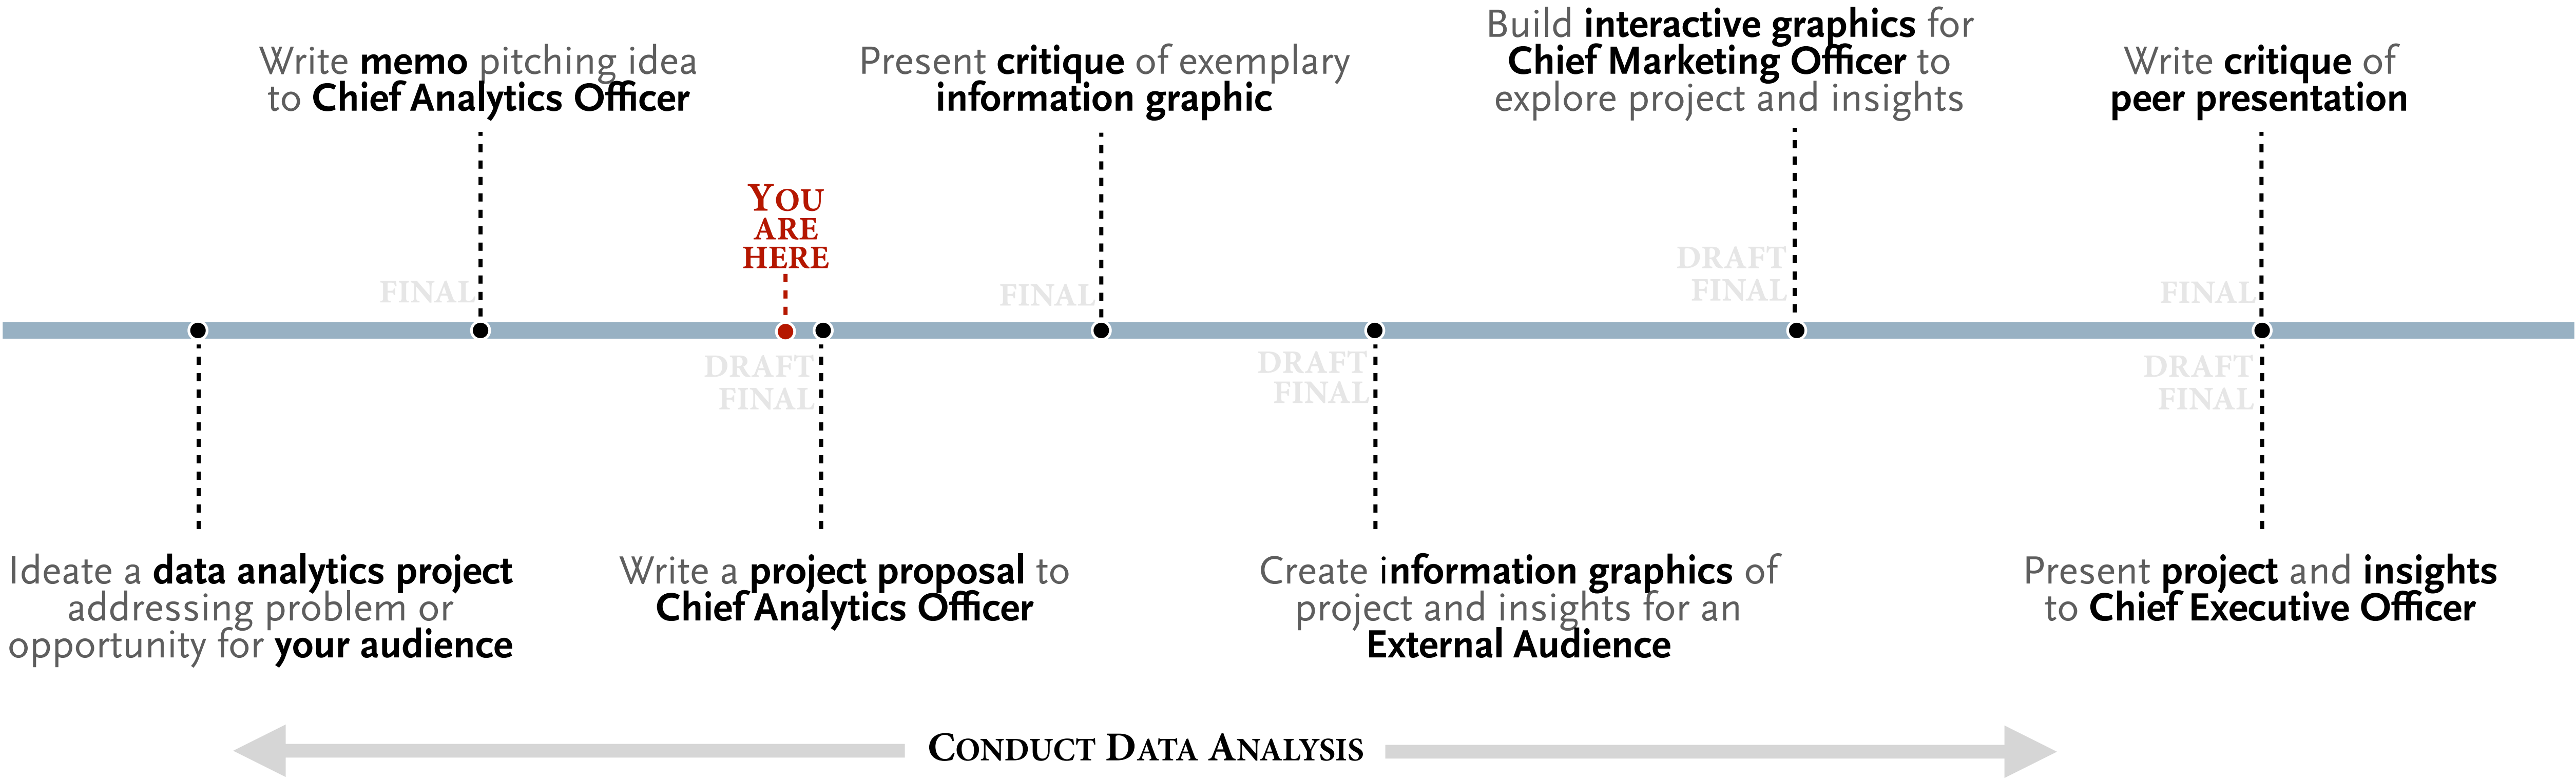 Write memo pitching idea
to Chief Analytics Officer
Present critique of exemplary
information graphic
Build interactive graphics for
Chief Marketing Officer to
explore project and insights
Write critique of
peer presentation
YOU
ARE
HERE
FINAL
FINAL
DRAFT
FINAL
FINAL
DRAFT
FINAL
DRAFT
FINAL
DRAFT
FINAL
Ideate a data analytics project
addressing problem or
opportunity for your audience
Write a project proposal to
Chief Analytics Officer
Create information graphics of
project and insights for an
External Audience
Present project and insights
to Chief Executive Officer
CONDUCT DATA ANALYSIS